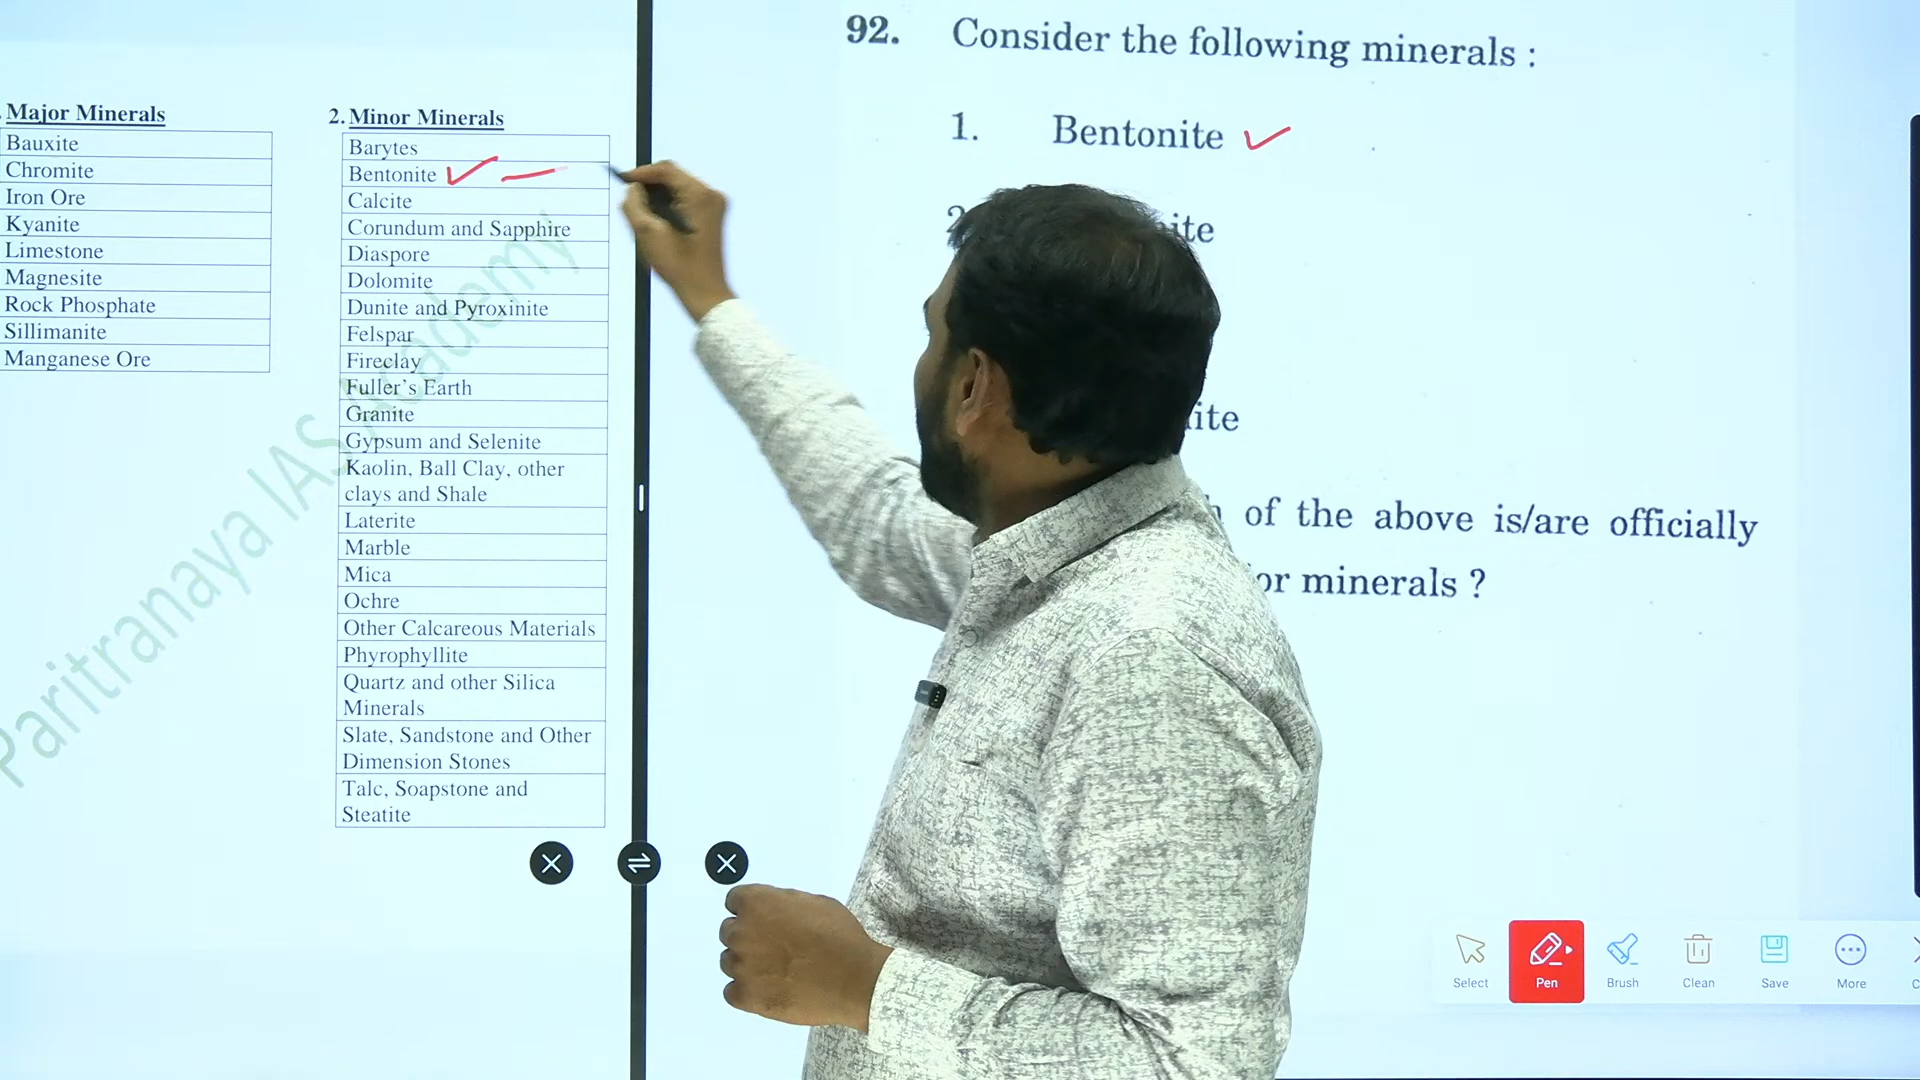 Major Minerals
Bauxite
Chromite
Iron Ore
Kyanite
Limestone
Magnesite
Rock Phosphate
Sillimanite
Manganese Ore
2. Minor Minerals
Barytes
Bentonite
Calcite
Corundum and Sapphire
Diaspore
Dolomite
Dunite and Pyroxinite
Felspar
Fireclay
Fuller's Earth
Granite
Gypsum and Selenite
Kaolin, Ball Clay, other
clays and Shale
Laterite
Marble
Mica
Ochre
Other Calcareous Materials
Phyrophyllite
Quartz and other Silica
Minerals
Slate, Sandstone and Other
Dimension Stones
Talc, Soapstone and
Steatite
Paritranaya IAS Academy
92. Consider the following minerals :
1. Bentonite
2
ite
ite
of the above is/are officially
or minerals ?
Select
Pen
Brush
Clean
Save
More